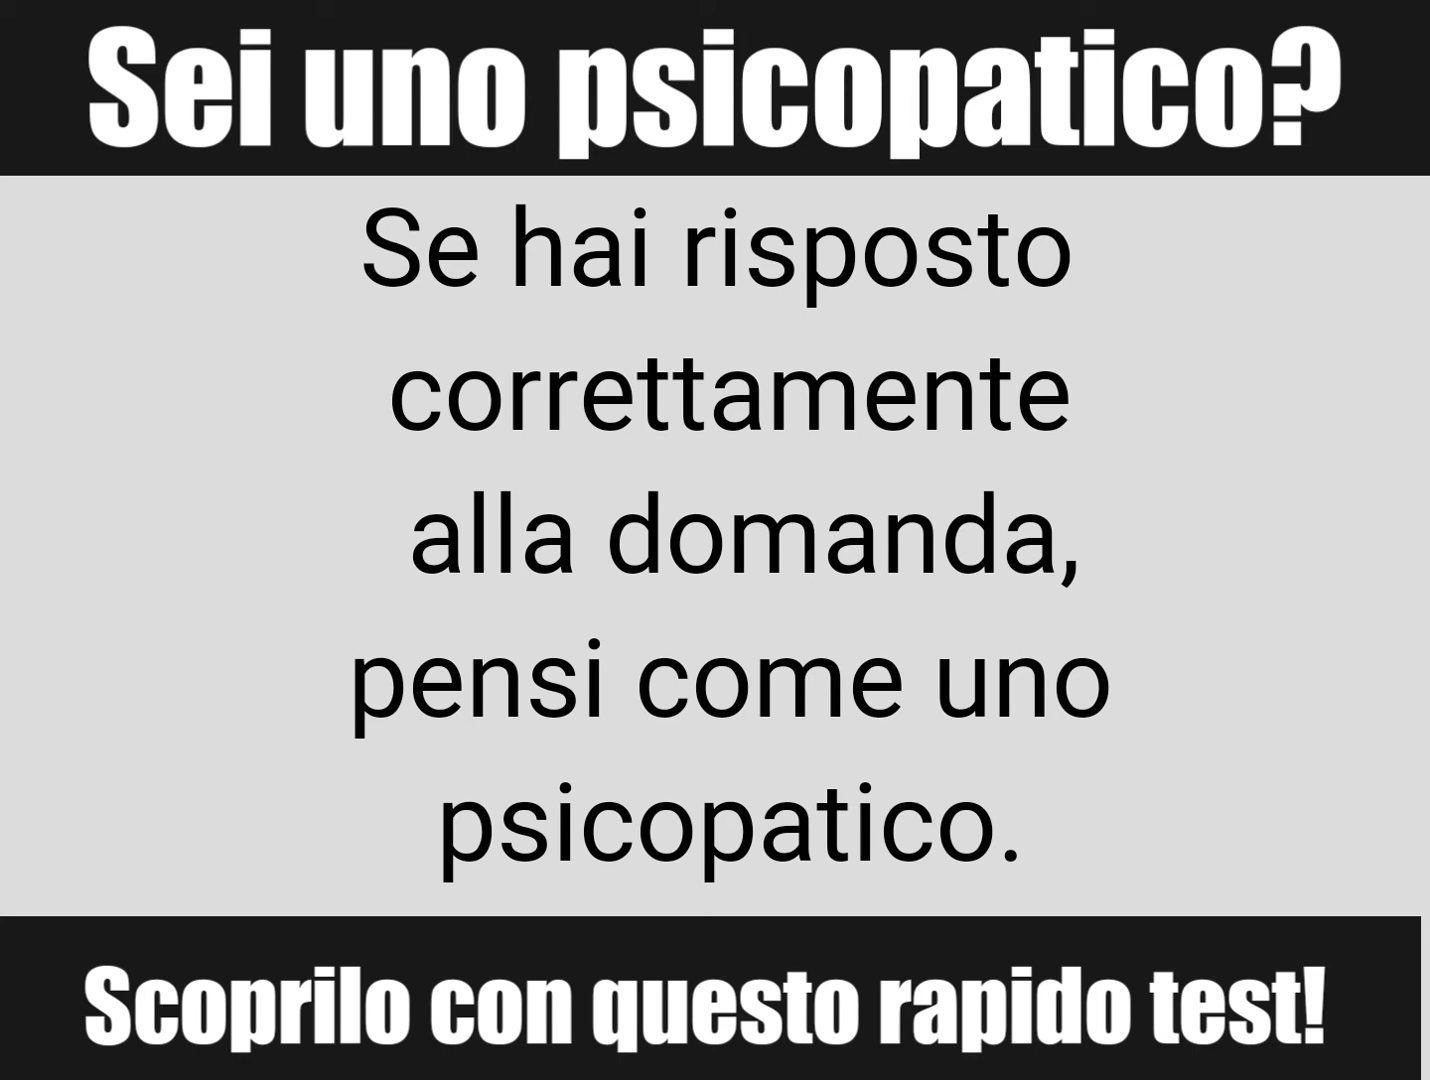 Sei uno psicopatico?
Se hai risposto
correttamente
alla domanda,
pensi come uno
psicopatico.
Scoprilo con questo rapido test!